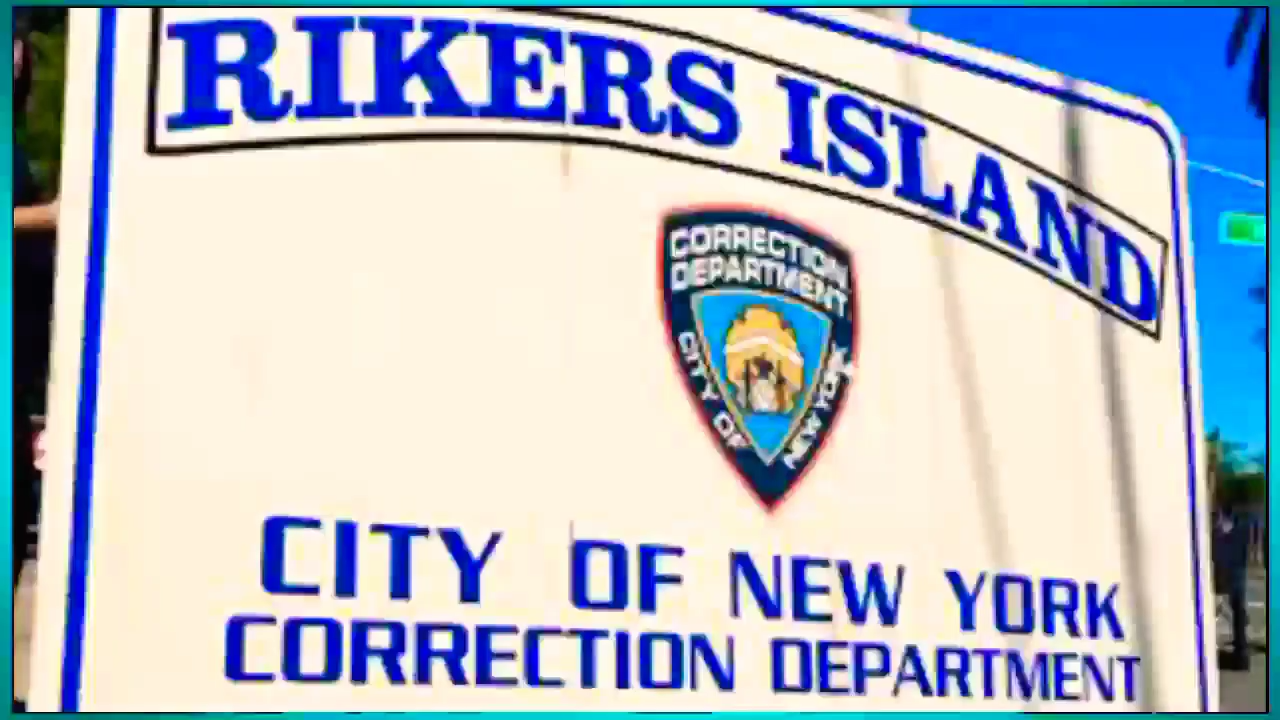 RIKERS ISLAND
CORRECTION
DEPARTMENT
CITY OF
NEW YORK
CITY OF NEW YORK
CORRECTION DEPARTMENT